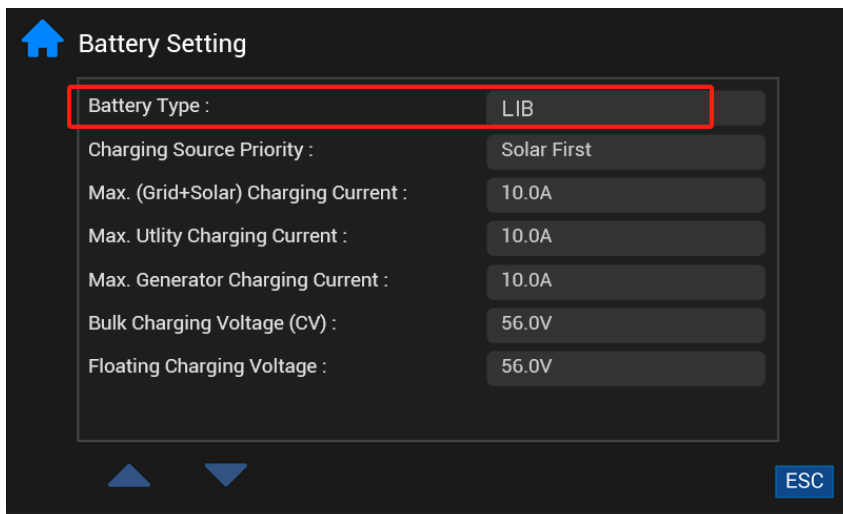 Battery Setting
Battery Type : LIB
Charging Source Priority : Solar First
Max. (Grid+Solar) Charging Current : 10.0A
Max. Utlity Charging Current : 10.0A
Max. Generator Charging Current : 10.0A
Bulk Charging Voltage (CV) : 56.0V
Floating Charging Voltage : 56.0V
ESC